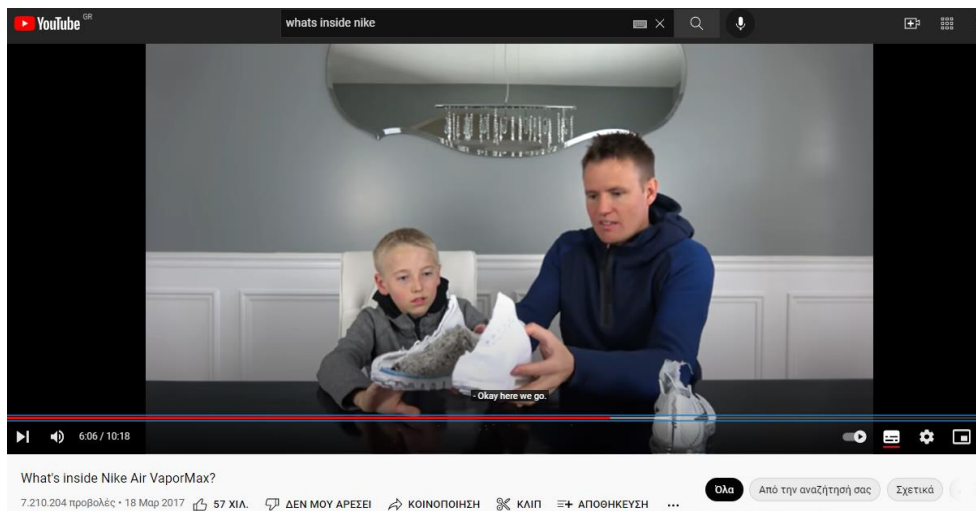 YouTube GR
whats inside nike
- Okay here we go.
6:06 / 10:18
What's inside Nike Air VaporMax?
7.210.204 προβολές • 18 Μαρ 2017 57 ΧΙΛ. ΔΕΝ ΜΟΥ ΑΡΕΣΕΙ ΚΟΙΝΟΠΟΙΗΣΗ ΚΛΙΠ ΑΠΟΘΗΚΕΥΣΗ ...
Όλα Από την αναζήτησή σας Σχετικά